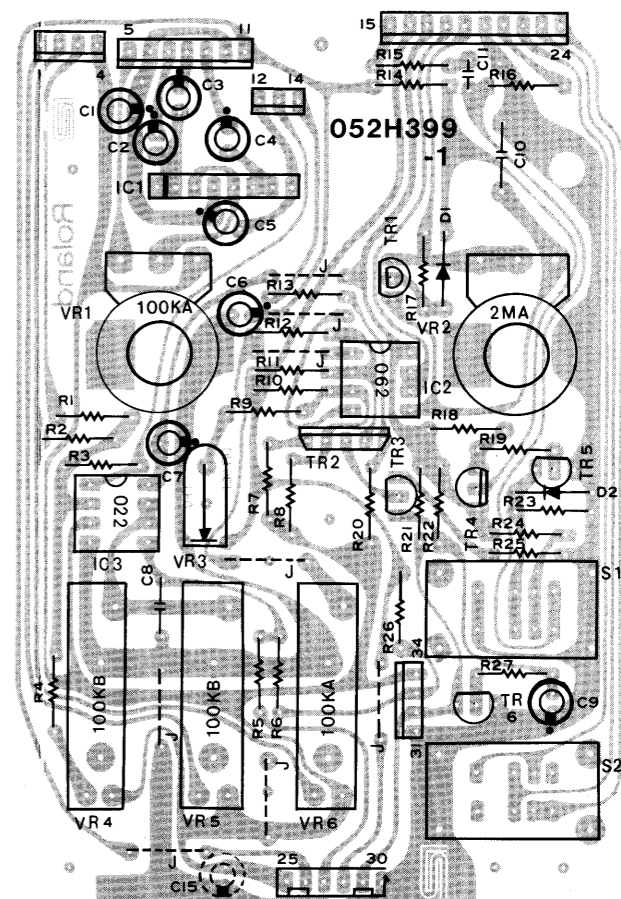 5
11
15
24
4
12
14
C1
C2
C3
C4
R15
R14
C11
R16
052H399
-1
C10
IC1
C5
Roland
TR1
D1
VR1
100KA
C6
R13
J
R12
J
R17
VR2
2MA
R11
J
R10
R9
062
IC2
R1
R2
R3
C7
R18
R19
TR2
TR3
TR5
022
IC3
R7
R8
R20
R21
R22
TR4
R23
D2
R24
R25
VR3
J
C8
S1
R26
34
R4
100KB
100KB
R5
R6
100KA
J
J
J
R27
TR
6
C9
31
S2
VR4
VR5
VR6
J
C15
25
30